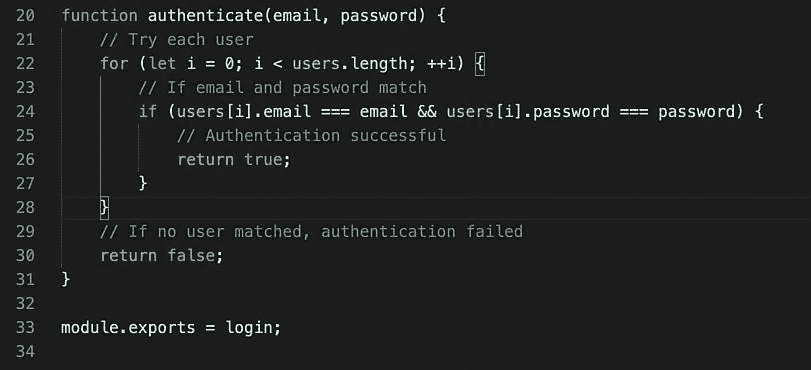 20 function authenticate(email, password) {
21     // Try each user
22     for (let i = 0; i < users.length; ++i) {
23         // If email and password match
24         if (users[i].email === email && users[i].password === password) {
25             // Authentication successful
26             return true;
27         }
28     }
29     // If no user matched, authentication failed
30     return false;
31 }
32
33 module.exports = login;
34